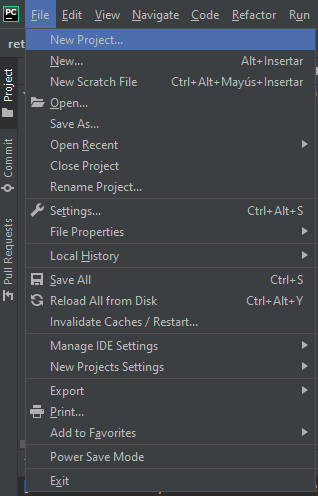 PC File Edit View Navigate Code Refactor Run
ret
New Project...
New... Alt+Insertar
New Scratch File Ctrl+Alt+Mayús+Insertar
Open...
Save As...
Open Recent
Close Project
Rename Project...
Settings... Ctrl+Alt+S
File Properties
Local History
Save All Ctrl+S
Reload All from Disk Ctrl+Alt+Y
Invalidate Caches / Restart...
Manage IDE Settings
New Projects Settings
Export
Print...
Add to Favorites
Power Save Mode
Exit
Project
Commit
Pull Requests